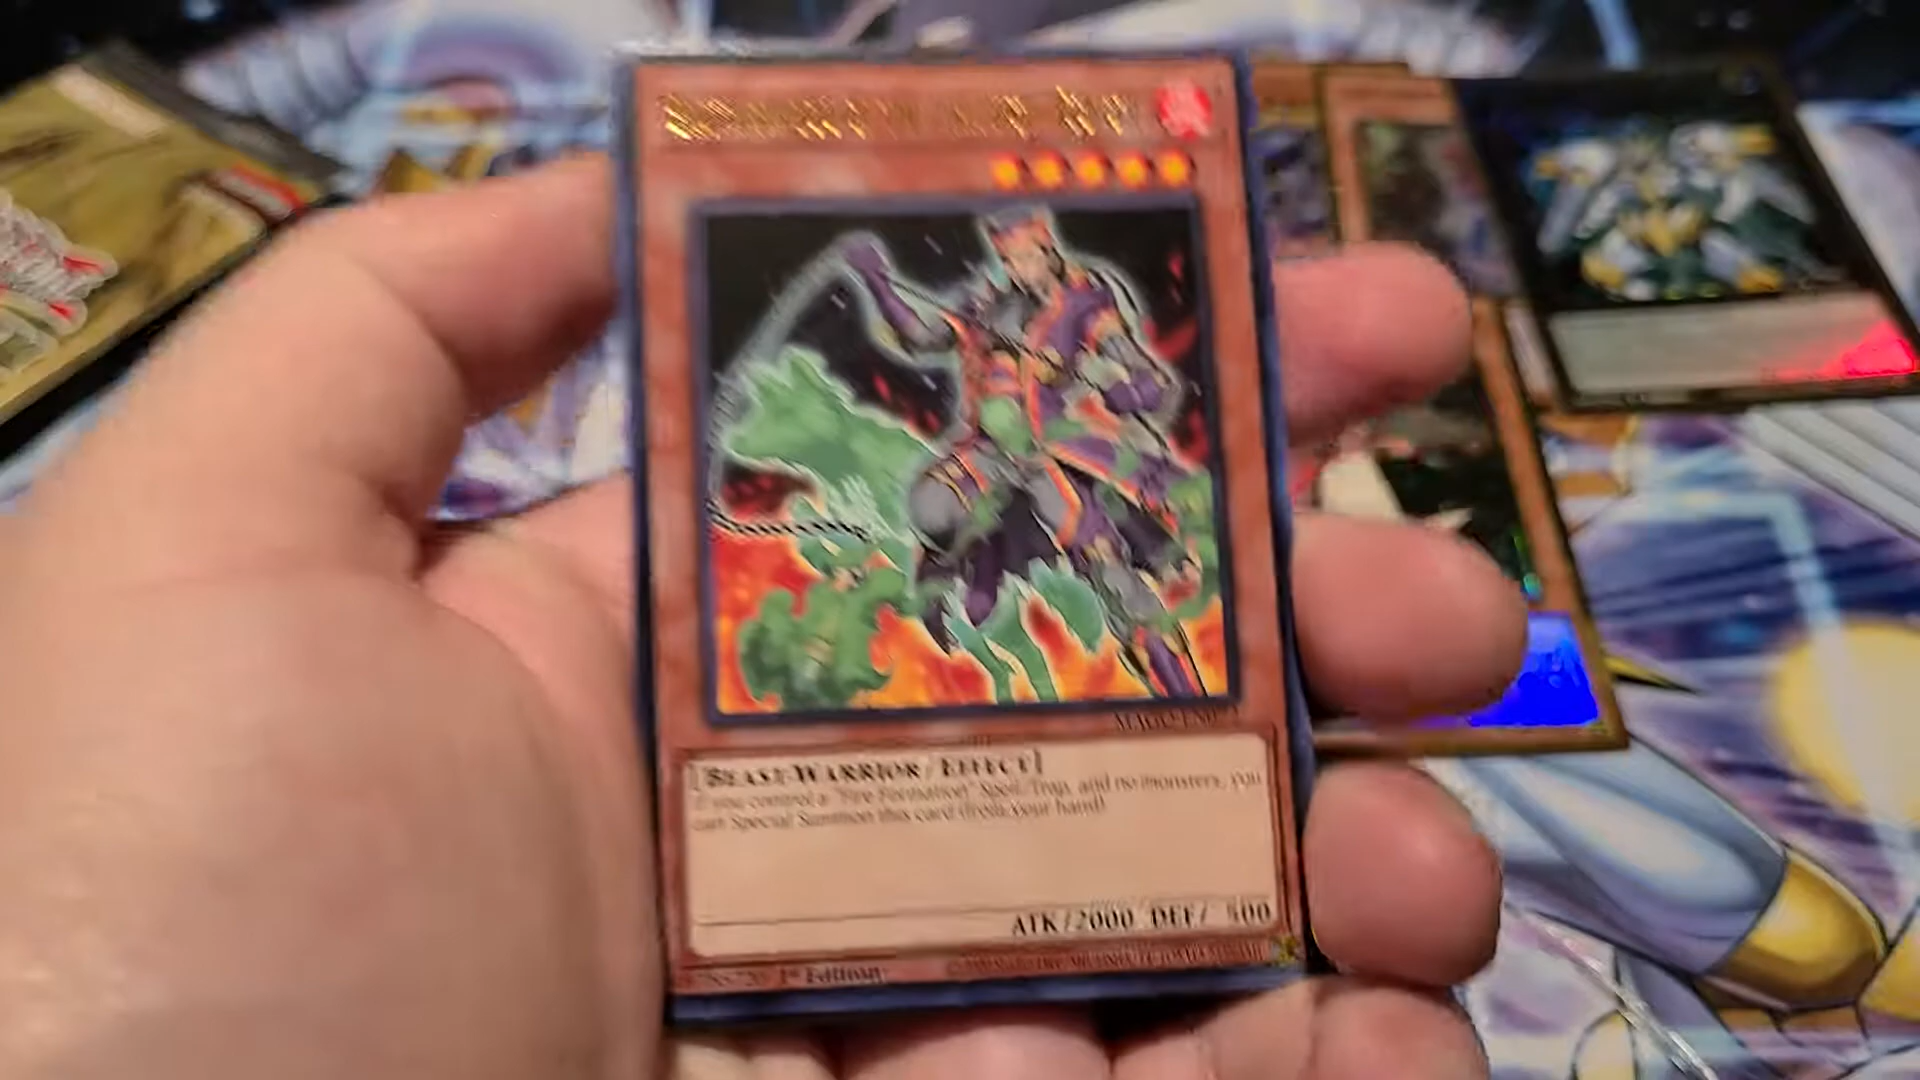 [BEAST-WARRIOR/EFFECT]
If you control a "Fire Formation" Spell/Trap, and no monsters, you
can Special Summon this card (from your hand).
ATK/2000 DEF/ 500
1st Edition